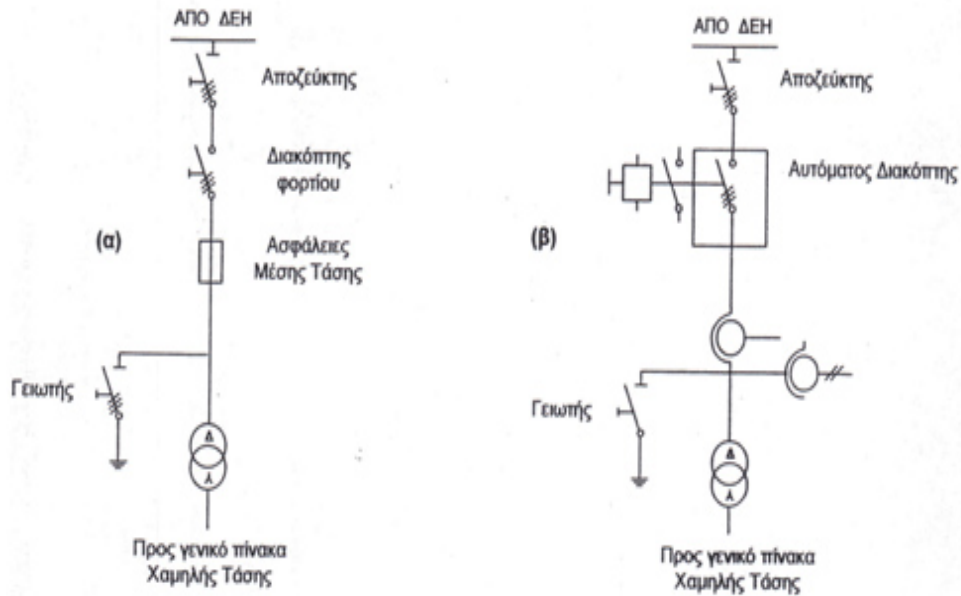 ΑΠΟ ΔΕΗ
Αποζεύκτης
Διακόπτης
φορτίου
(α)
Ασφάλειες
Μέσης Τάσης
Γειωτής
Δ
λ
Προς γενικό πίνακα
Χαμηλής Τάσης
ΑΠΟ ΔΕΗ
Αποζεύκτης
Αυτόματος Διακόπτης
(β)
Γειωτής
Δ
λ
Προς γενικό πίνακα
Χαμηλής Τάσης